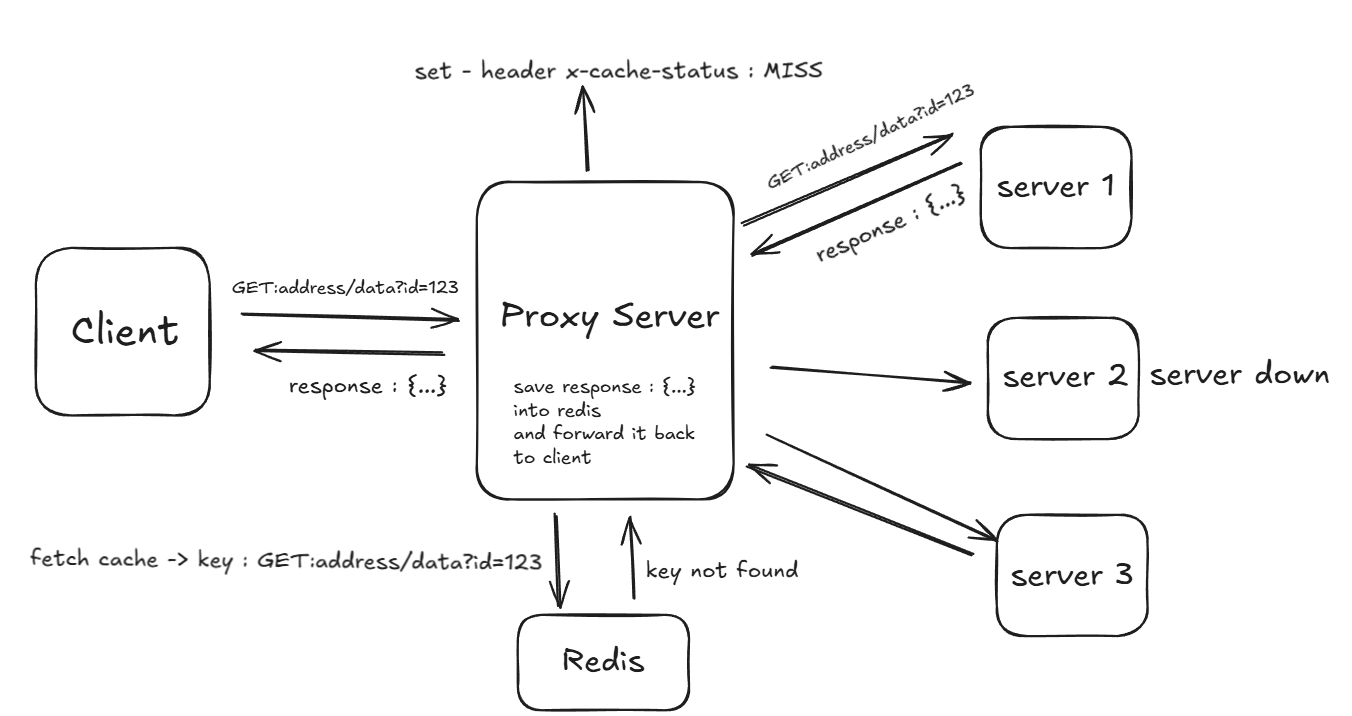 set - header x-cache-status : MISS
GET:address/data?id=123
server 1
response : {...}
GET:address/data?id=123
Client
Proxy Server
response : {...}
save response : {...}
into redis
and forward it back
to client
server 2
server down
fetch cache -> key : GET:address/data?id=123
key not found
server 3
Redis